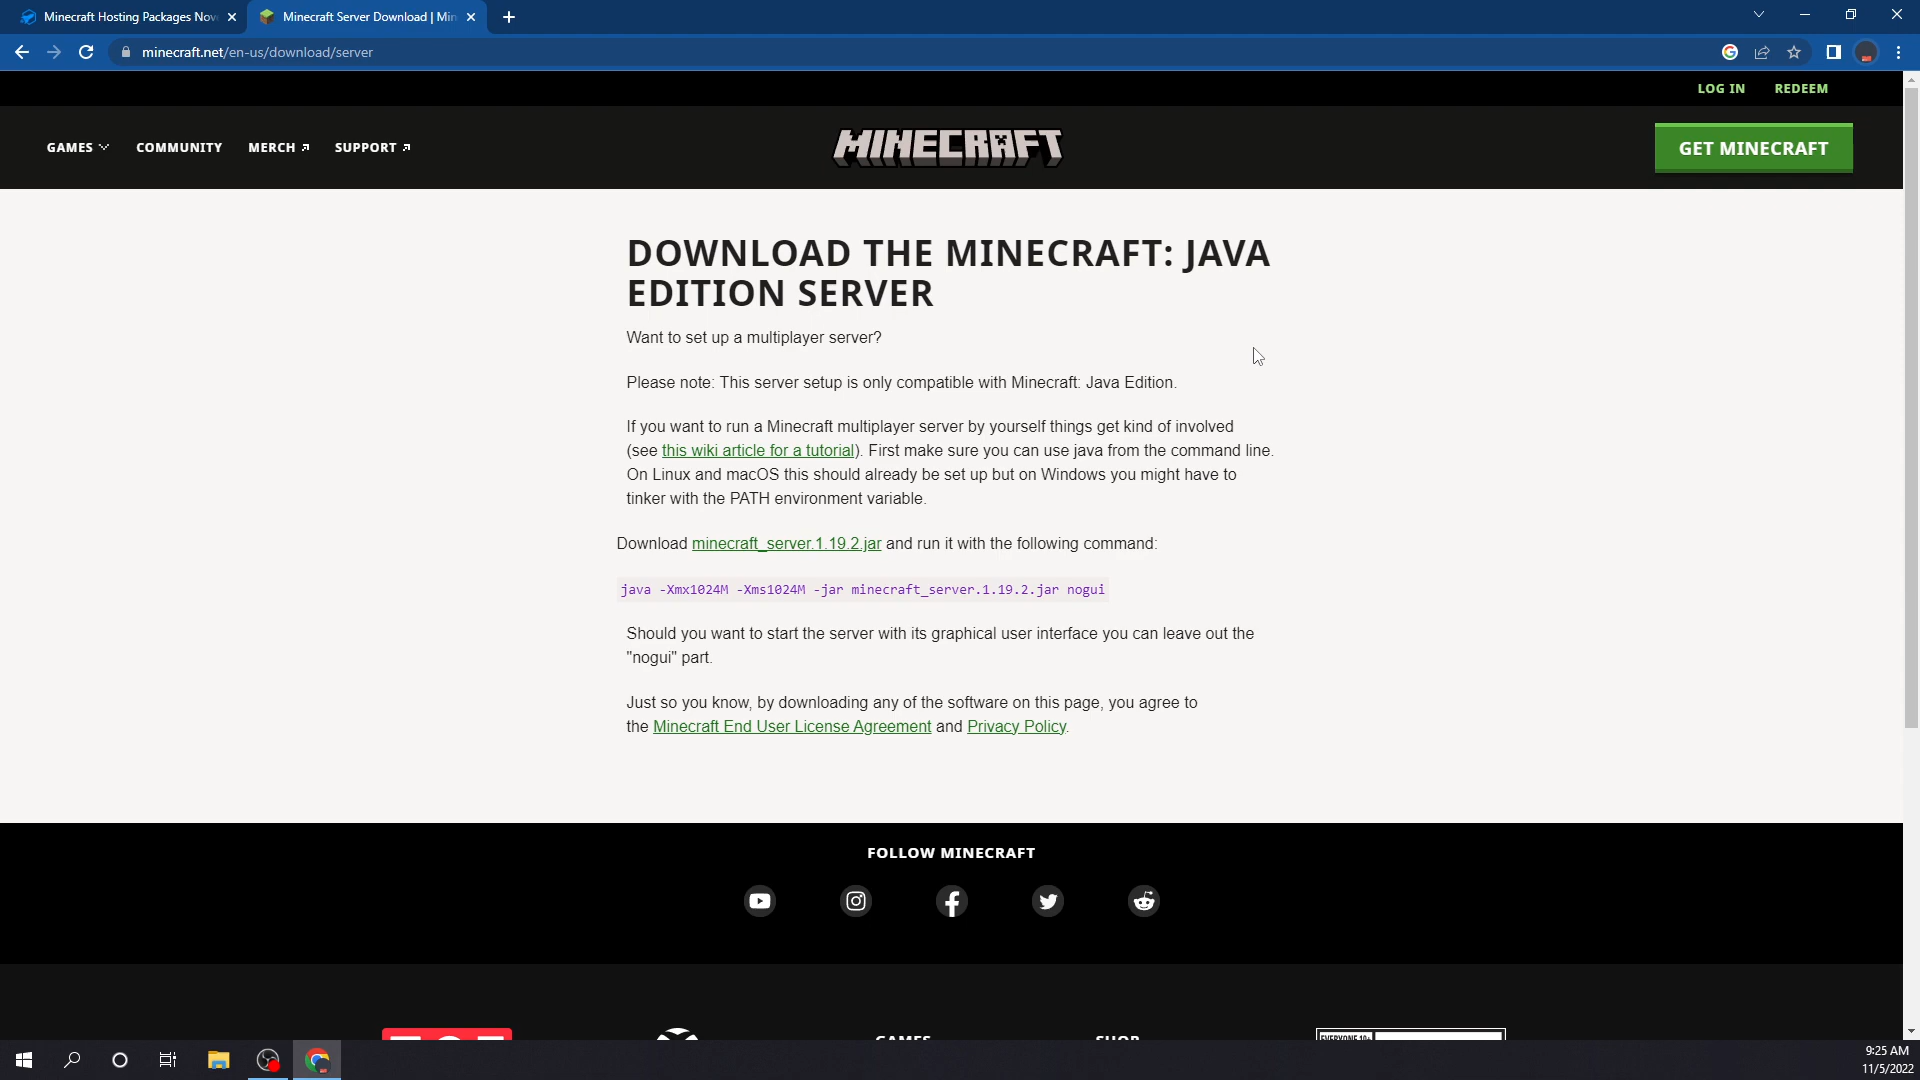 Minecraft Hosting Packages Nov
Minecraft Server Download | Min
minecraft.net/en-us/download/server
LOG IN REDEEM
GAMES COMMUNITY MERCH SUPPORT
MINECRAFT
GET MINECRAFT
DOWNLOAD THE MINECRAFT: JAVA
EDITION SERVER
Want to set up a multiplayer server?
Please note: This server setup is only compatible with Minecraft: Java Edition.
If you want to run a Minecraft multiplayer server by yourself things get kind of involved
(see this wiki article for a tutorial). First make sure you can use java from the command line.
On Linux and macOS this should already be set up but on Windows you might have to
tinker with the PATH environment variable.
Download minecraft_server.1.19.2.jar and run it with the following command:
java -Xmx1024M -Xms1024M -jar minecraft_server.1.19.2.jar nogui
Should you want to start the server with its graphical user interface you can leave out the
"nogui" part.
Just so you know, by downloading any of the software on this page, you agree to
the Minecraft End User License Agreement and Privacy Policy.
FOLLOW MINECRAFT
GAMES SHOP
EVERYONE 10+
9:25 AM
11/5/2022